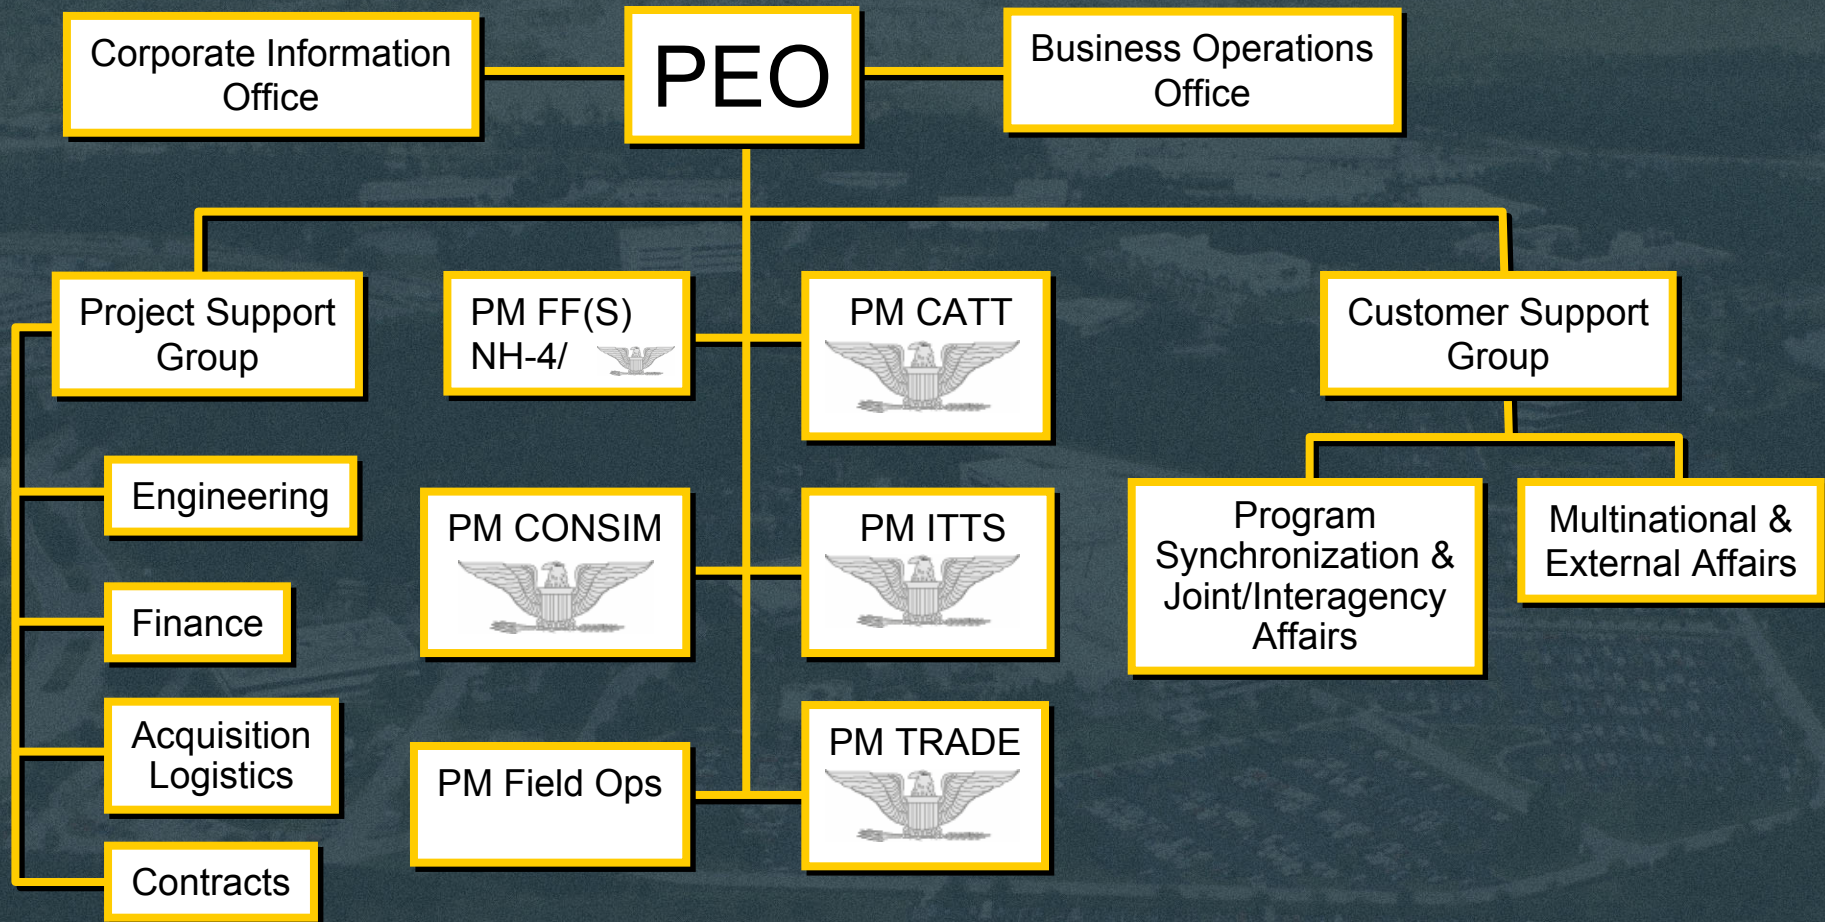 Corporate Information
Office
PEO
Business Operations
Office
Project Support
Group
PM FF(S)
NH-4/
PM CATT
Customer Support
Group
Engineering
PM CONSIM
PM ITTS
Program
Synchronization &
Joint/Interagency
Affairs
Multinational &
External Affairs
Finance
Acquisition
Logistics
PM Field Ops
PM TRADE
Contracts